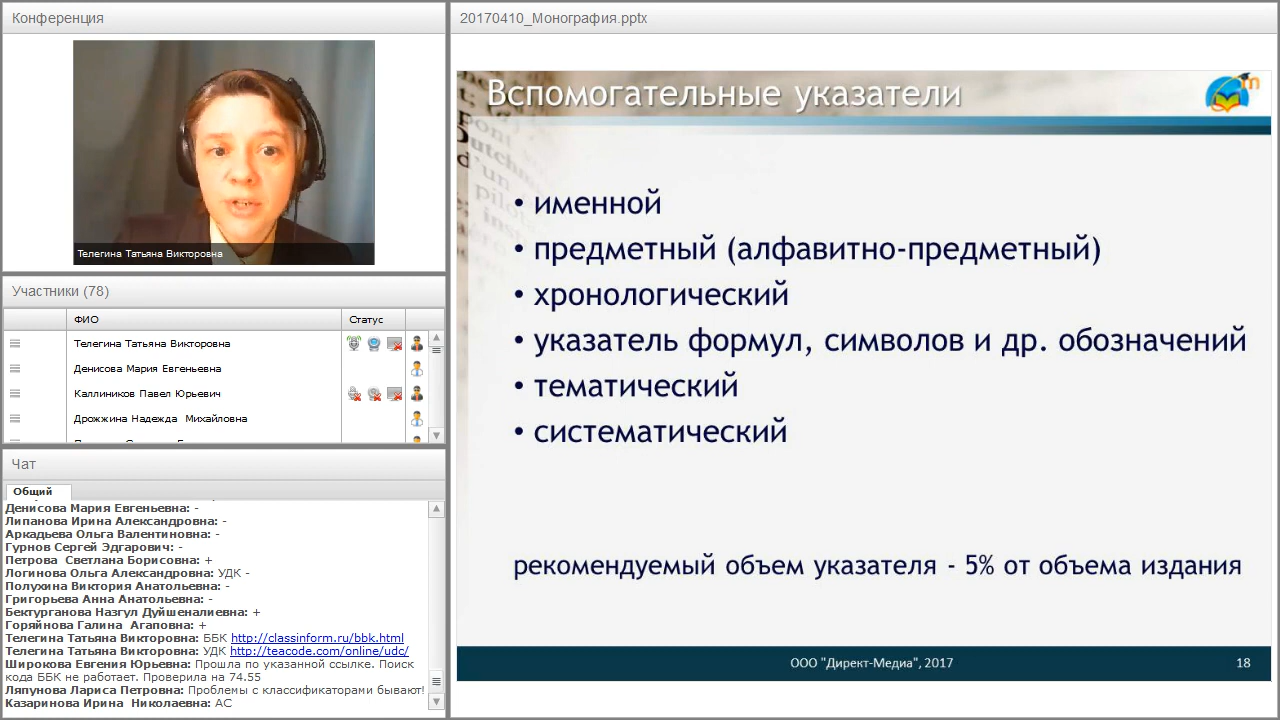 Конференция
Телегина Татьяна Викторовна
Участники (78)
ФИО
Статус
Телегина Татьяна Викторовна
Денисова Мария Евгеньевна
Каллиников Павел Юрьевич
Дрожжина Надежда Михайловна
Чат
Общий
Денисова Мария Евгеньевна: -
Липанова Ирина Александровна: -
Аркадьева Ольга Валентиновна: -
Гурнов Сергей Эдгарович: -
Петрова Светлана Борисовна: +
Логинова Ольга Александровна: УДК -
Полухина Виктория Анатольевна: -
Григорьева Анна Анатольевна: -
Бектурганова Назгул Дуйшеналиевна: +
Горяйнова Галина Агаповна: +
Телегина Татьяна Викторовна: ББК http://classinform.ru/bbk.html
Телегина Татьяна Викторовна: УДК http://teacode.com/online/udc/
Широкова Евгения Юрьевна: Прошла по указанной ссылке. Поиск
кода ББК не работает. Проверила на 74.55
Ляпунова Лариса Петровна: Проблемы с классификаторами бывают!
Казаринова Ирина Николаевна: АС
20170410_Монография.pptx
Вспомогательные указатели
• именной
• предметный (алфавитно-предметный)
• хронологический
• указатель формул, символов и др. обозначений
• тематический
• систематический
рекомендуемый объем указателя - 5% от объема издания
ООО "Директ-Медиа", 2017
18